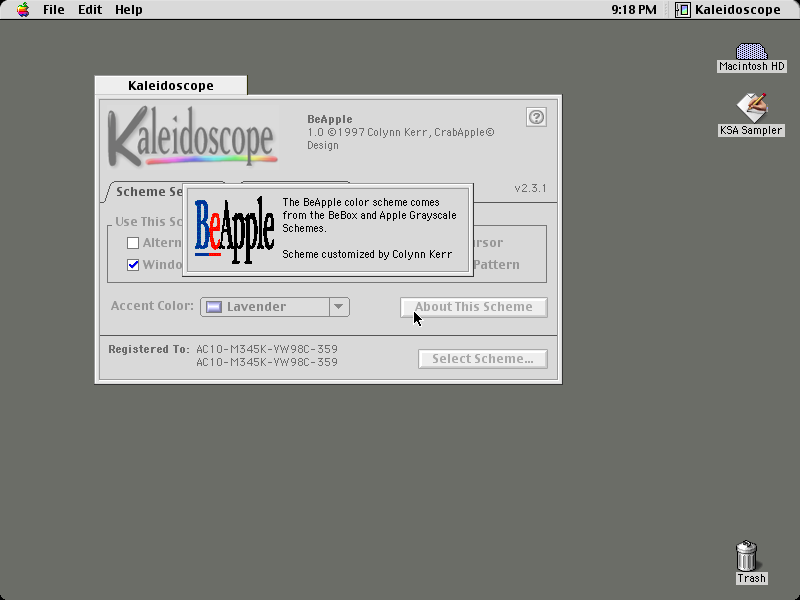 File Edit Help 9:18 PM Kaleidoscope
Macintosh HD
KSA Sampler
Kaleidoscope
Kaleidoscope
BeApple
1.0 ©1997 Colynn Kerr, CrabApple©
Design
v2.3.1
Scheme Se
Use This Sc
Altern
Windo
rsor
Pattern
BeApple
The BeApple color scheme comes
from the BeBox and Apple Grayscale
Schemes.
Scheme customized by Colynn Kerr
Accent Color: Lavender
About This Scheme
Registered To: AC10-M345K-VW98C-359
AC10-M345K-VW98C-359
Select Scheme...
Trash